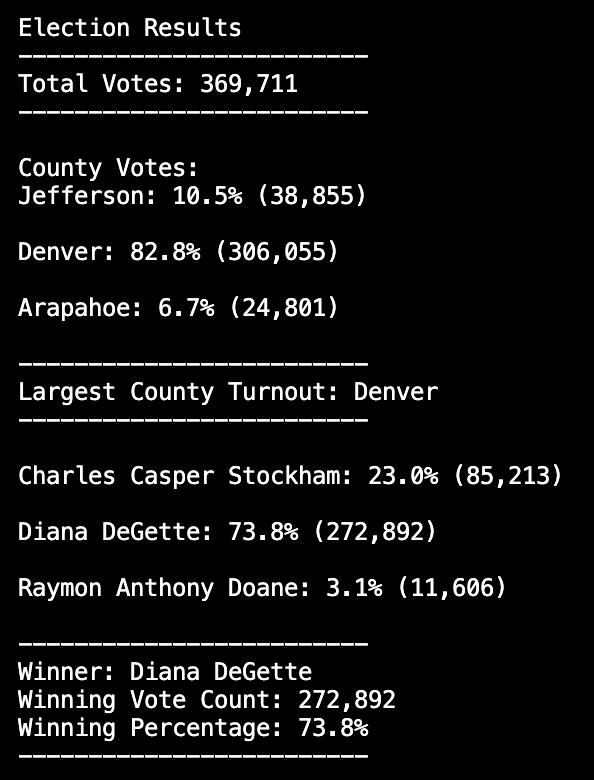 Election Results
-------------------------
Total Votes: 369,711
-------------------------
County Votes:
Jefferson: 10.5% (38,855)
Denver: 82.8% (306,055)
Arapahoe: 6.7% (24,801)
-------------------------
Largest County Turnout: Denver
-------------------------
Charles Casper Stockham: 23.0% (85,213)
Diana DeGette: 73.8% (272,892)
Raymon Anthony Doane: 3.1% (11,606)
-------------------------
Winner: Diana DeGette
Winning Vote Count: 272,892
Winning Percentage: 73.8%
-------------------------